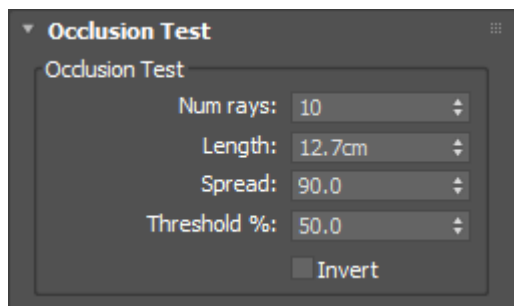 Occlusion Test
Occlusion Test
Num rays: 10
Length: 12.7cm
Spread: 90.0
Threshold %: 50.0
Invert